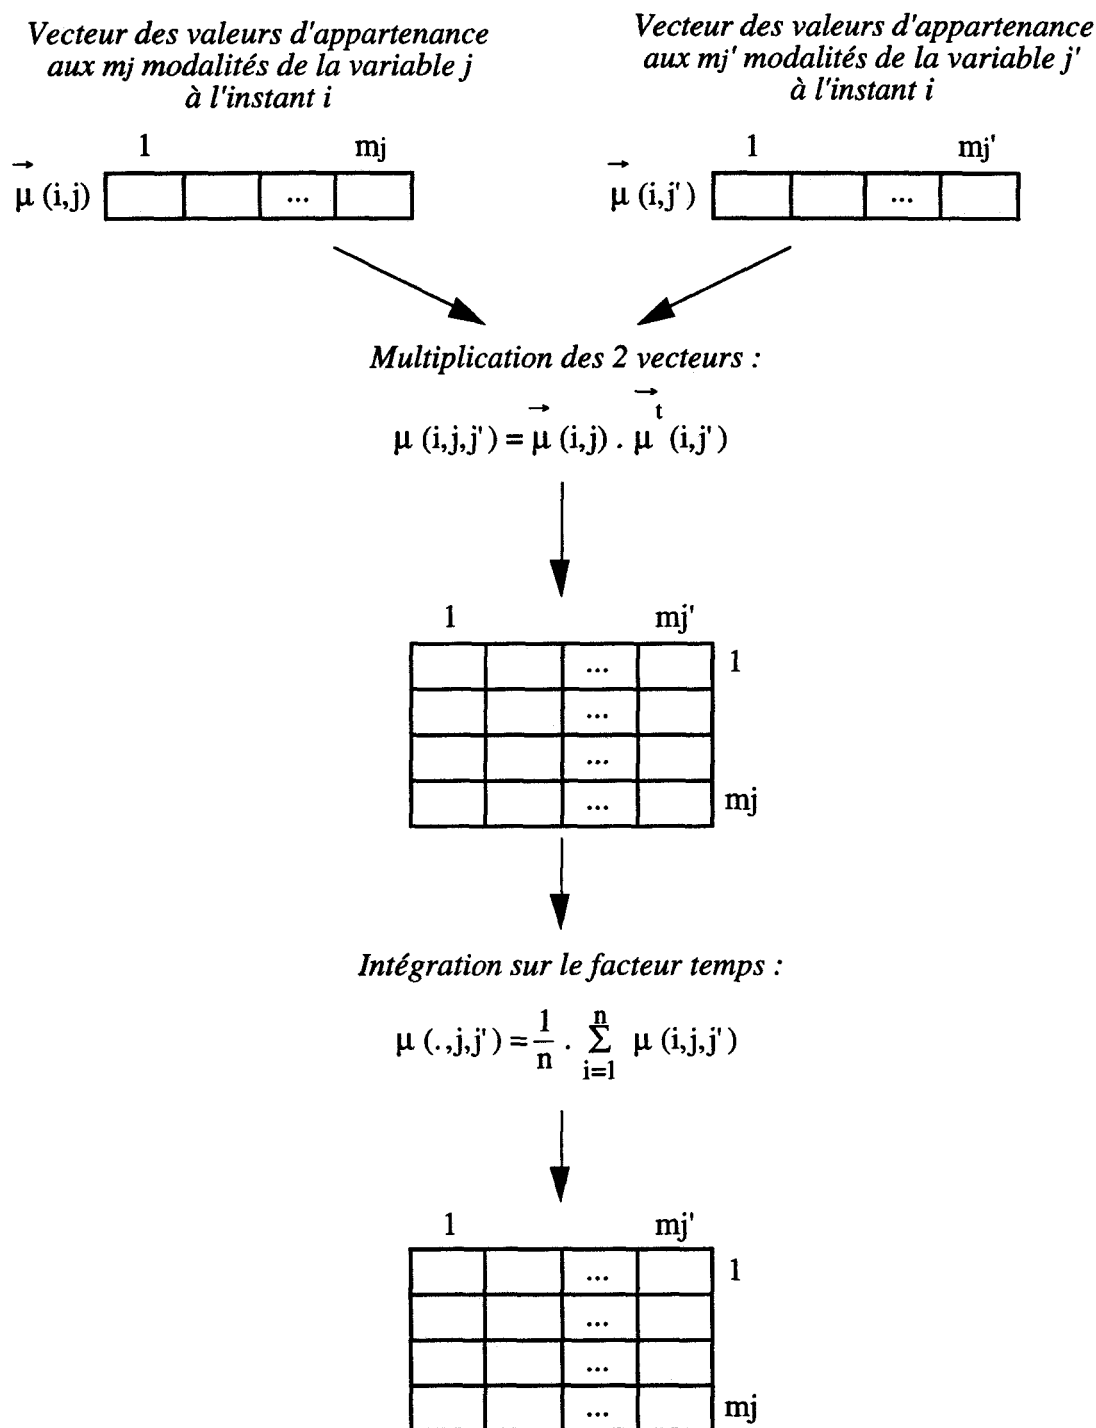 Vecteur des valeurs d'appartenance
aux mj modalités de la variable j
à l'instant i
Vecteur des valeurs d'appartenance
aux mj' modalités de la variable j'
à l'instant i
1 mj
→
μ (i,j) ...
1 mj'
→
μ (i,j') ...
Multiplication des 2 vecteurs :
→ →
t
μ (i,j,j') = μ (i,j) . μ (i,j')
1 mj'
... 1
...
...
... mj
Intégration sur le facteur temps :
μ (.,j,j') = 1/n . n∑i=1 μ (i,j,j')
1 mj'
... 1
...
...
... mj